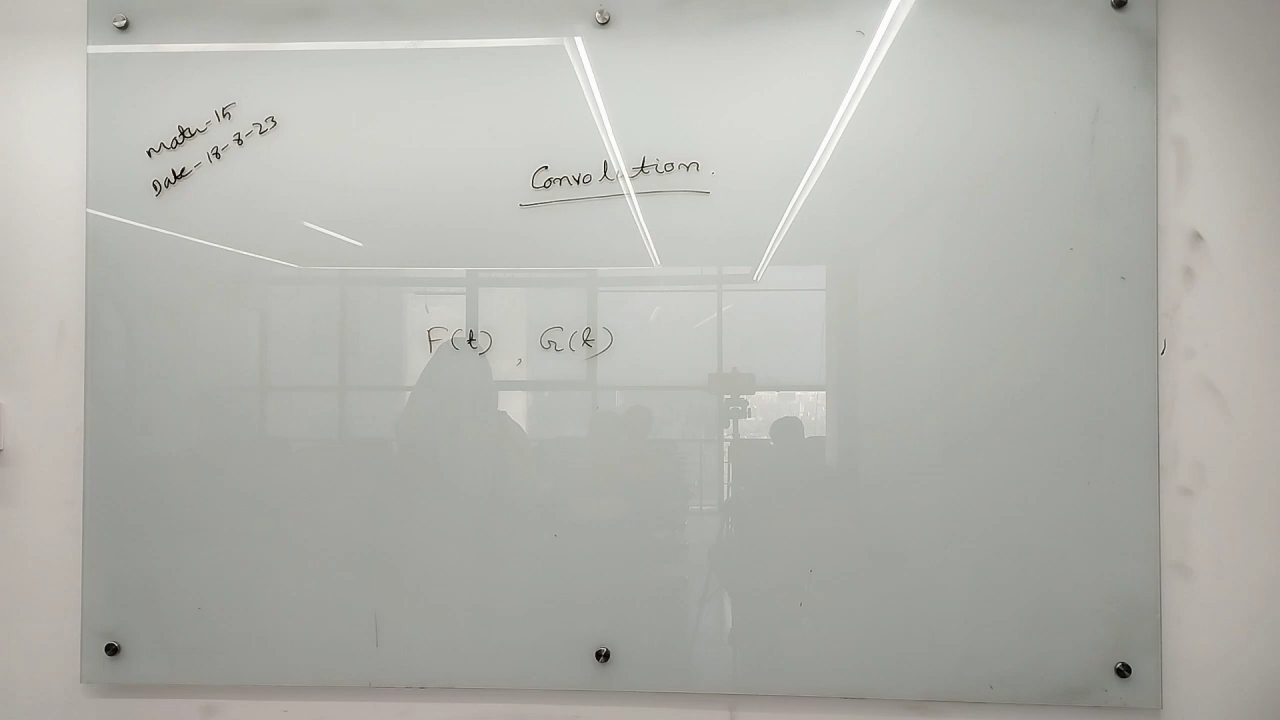 Math-15
Date-18-8-23
Convolution.
F(t), G(t)